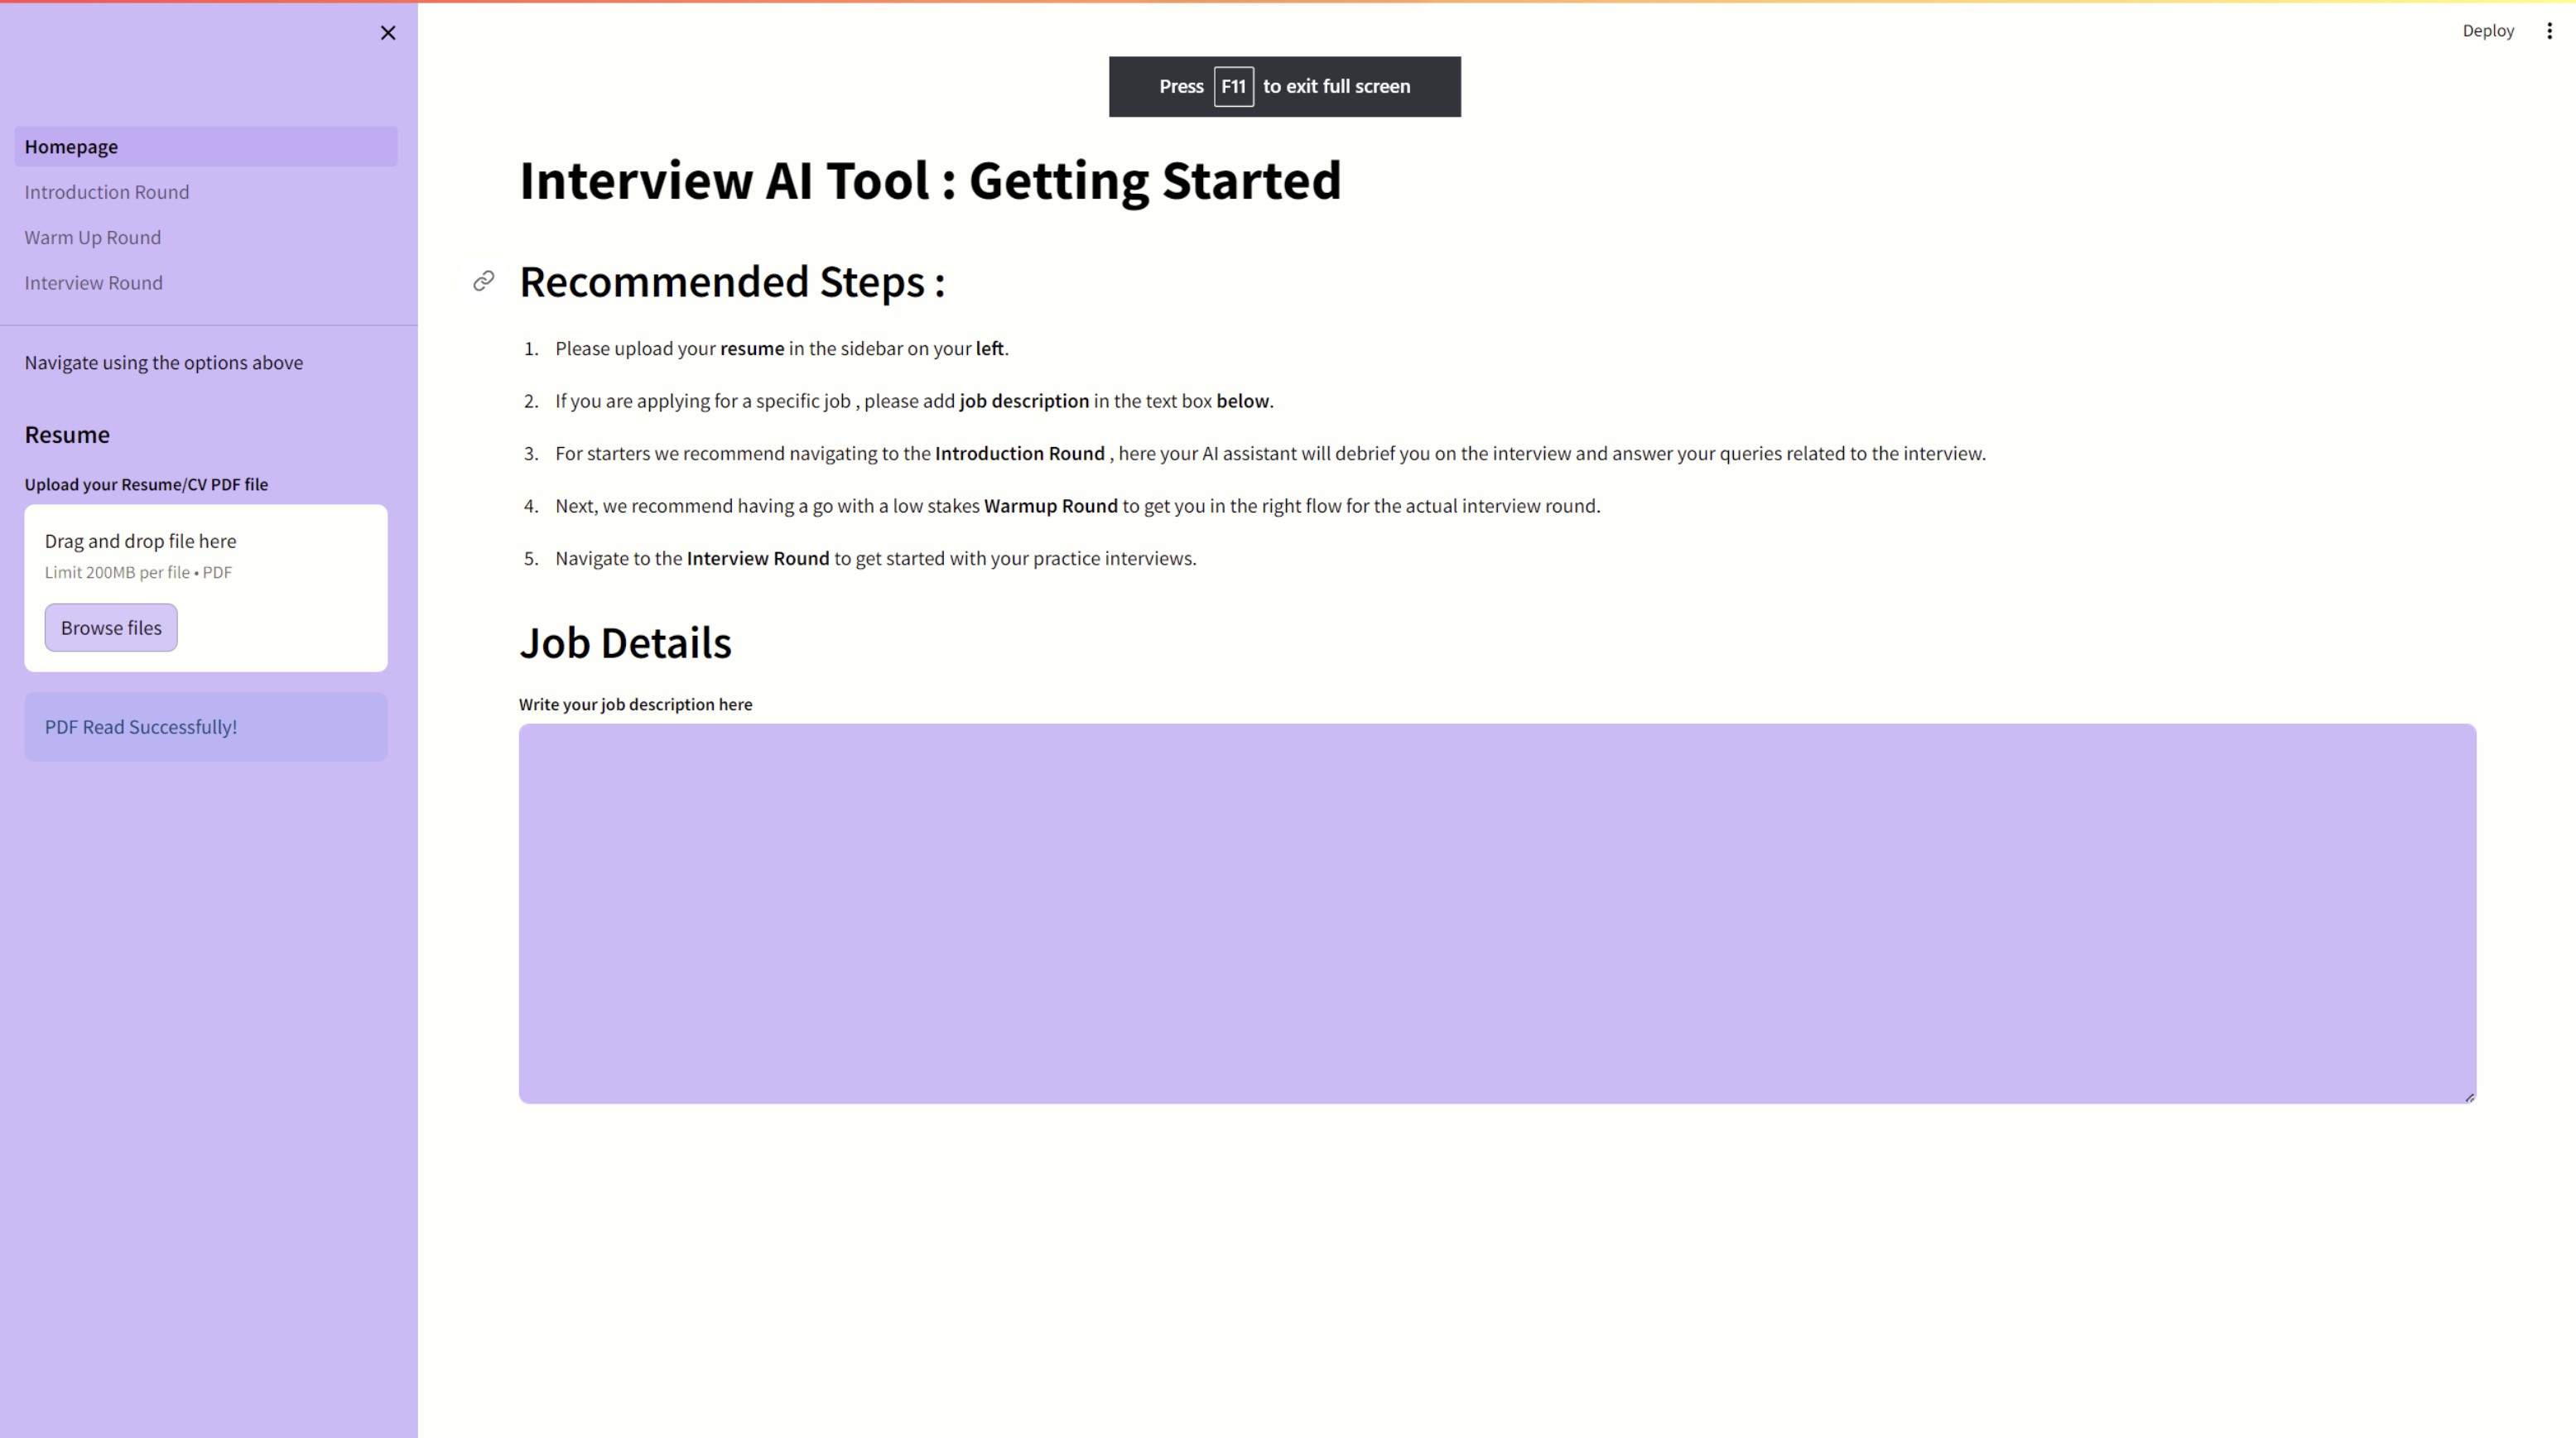 Deploy
Press F11 to exit full screen
Homepage
Introduction Round
Warm Up Round
Interview Round
Navigate using the options above
Resume
Upload your Resume/CV PDF file
Drag and drop file here
Limit 200MB per file • PDF
Browse files
PDF Read Successfully!
Interview AI Tool : Getting Started
Recommended Steps :
1. Please upload your resume in the sidebar on your left.
2. If you are applying for a specific job , please add job description in the text box below.
3. For starters we recommend navigating to the Introduction Round , here your AI assistant will debrief you on the interview and answer your queries related to the interview.
4. Next, we recommend having a go with a low stakes Warmup Round to get you in the right flow for the actual interview round.
5. Navigate to the Interview Round to get started with your practice interviews.
Job Details
Write your job description here